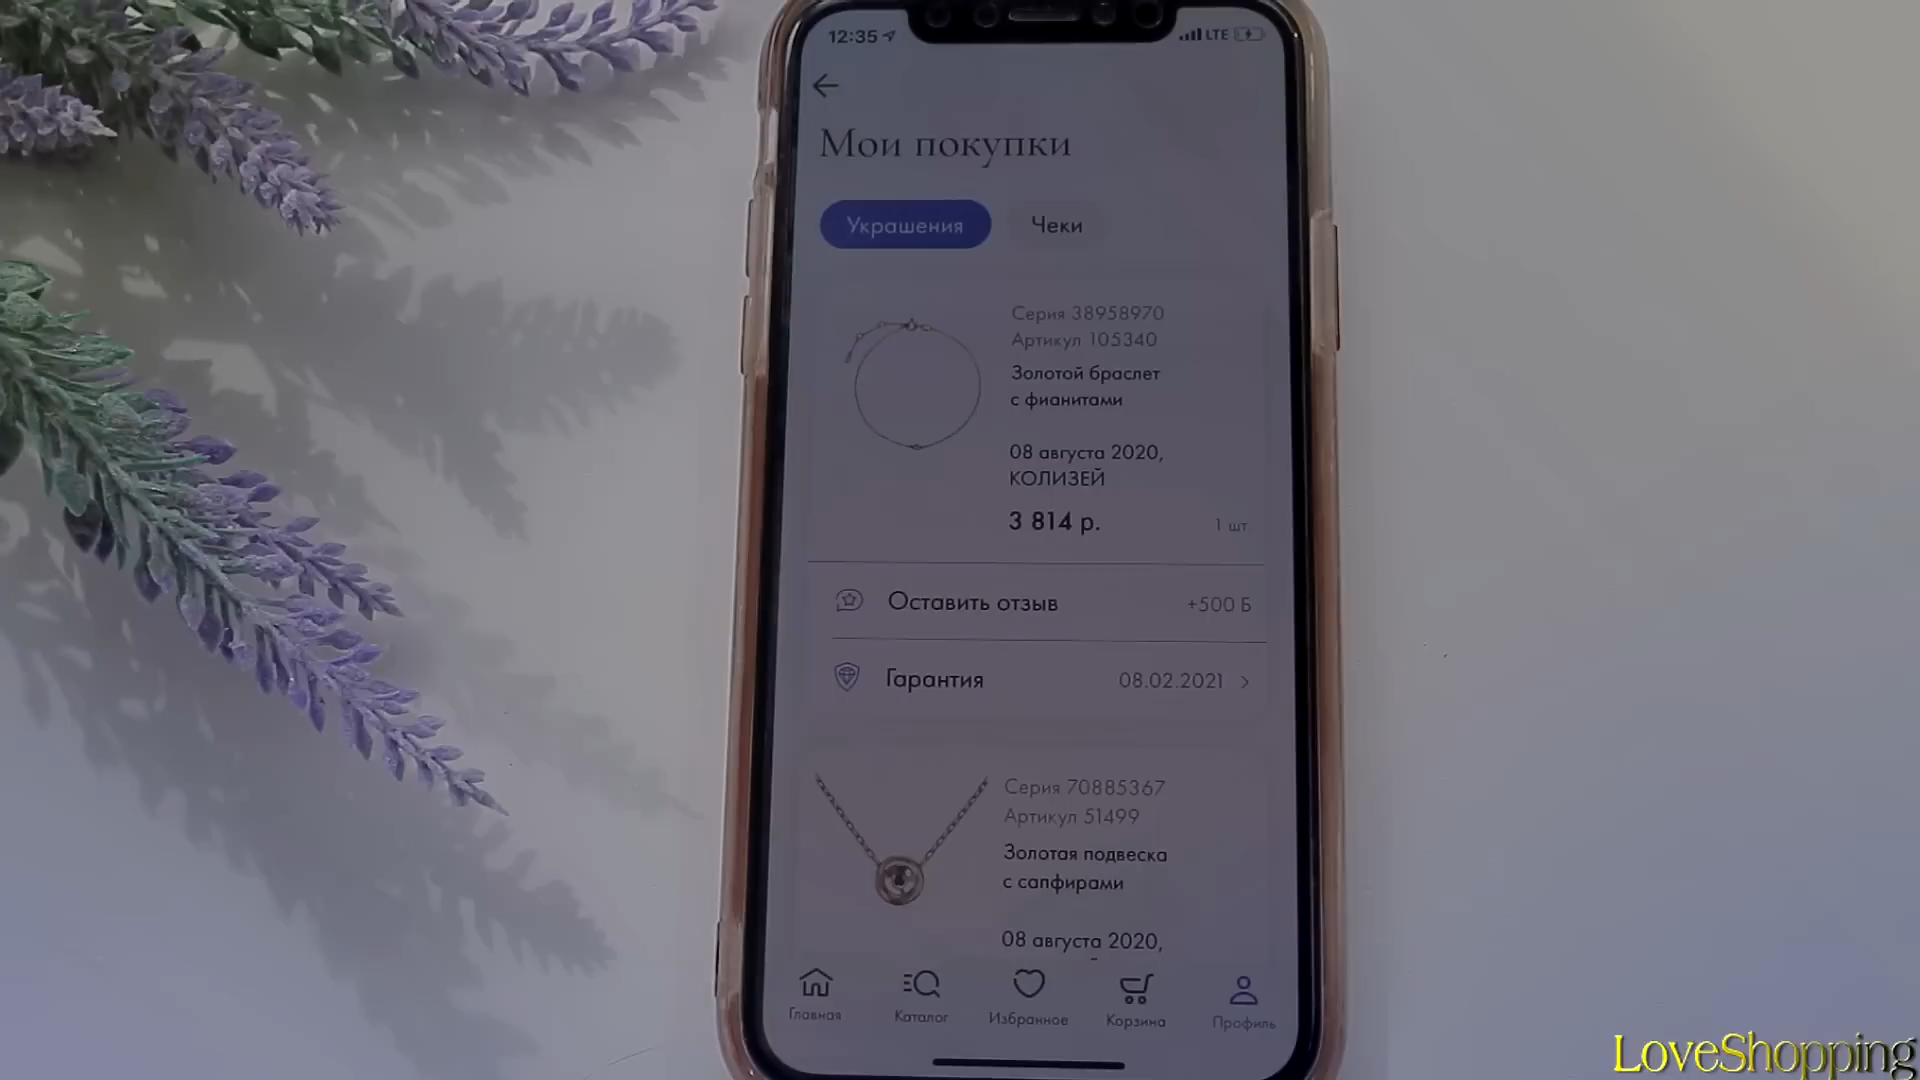 12:35
LTE
Мои покупки
Украшения
Чеки
Серия 38958970
Артикул 105340
Золотой браслет
с фианитами
08 августа 2020,
КОЛИЗЕЙ
3 814 р.
1 шт
Оставить отзыв
+500 Б
Гарантия
08.02.2021
Серия 70885367
Артикул 51499
Золотая подвеска
с сапфирами
08 августа 2020,
Главная
Каталог
Избранное
Корзина
Профиль
LoveShopping